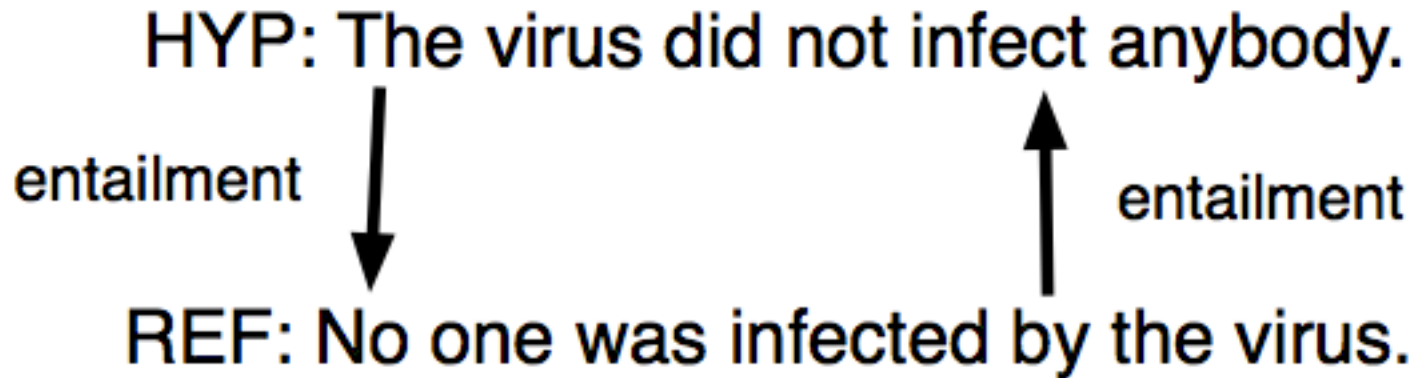 HYP: The virus did not infect anybody.
entailment
entailment
REF: No one was infected by the virus.